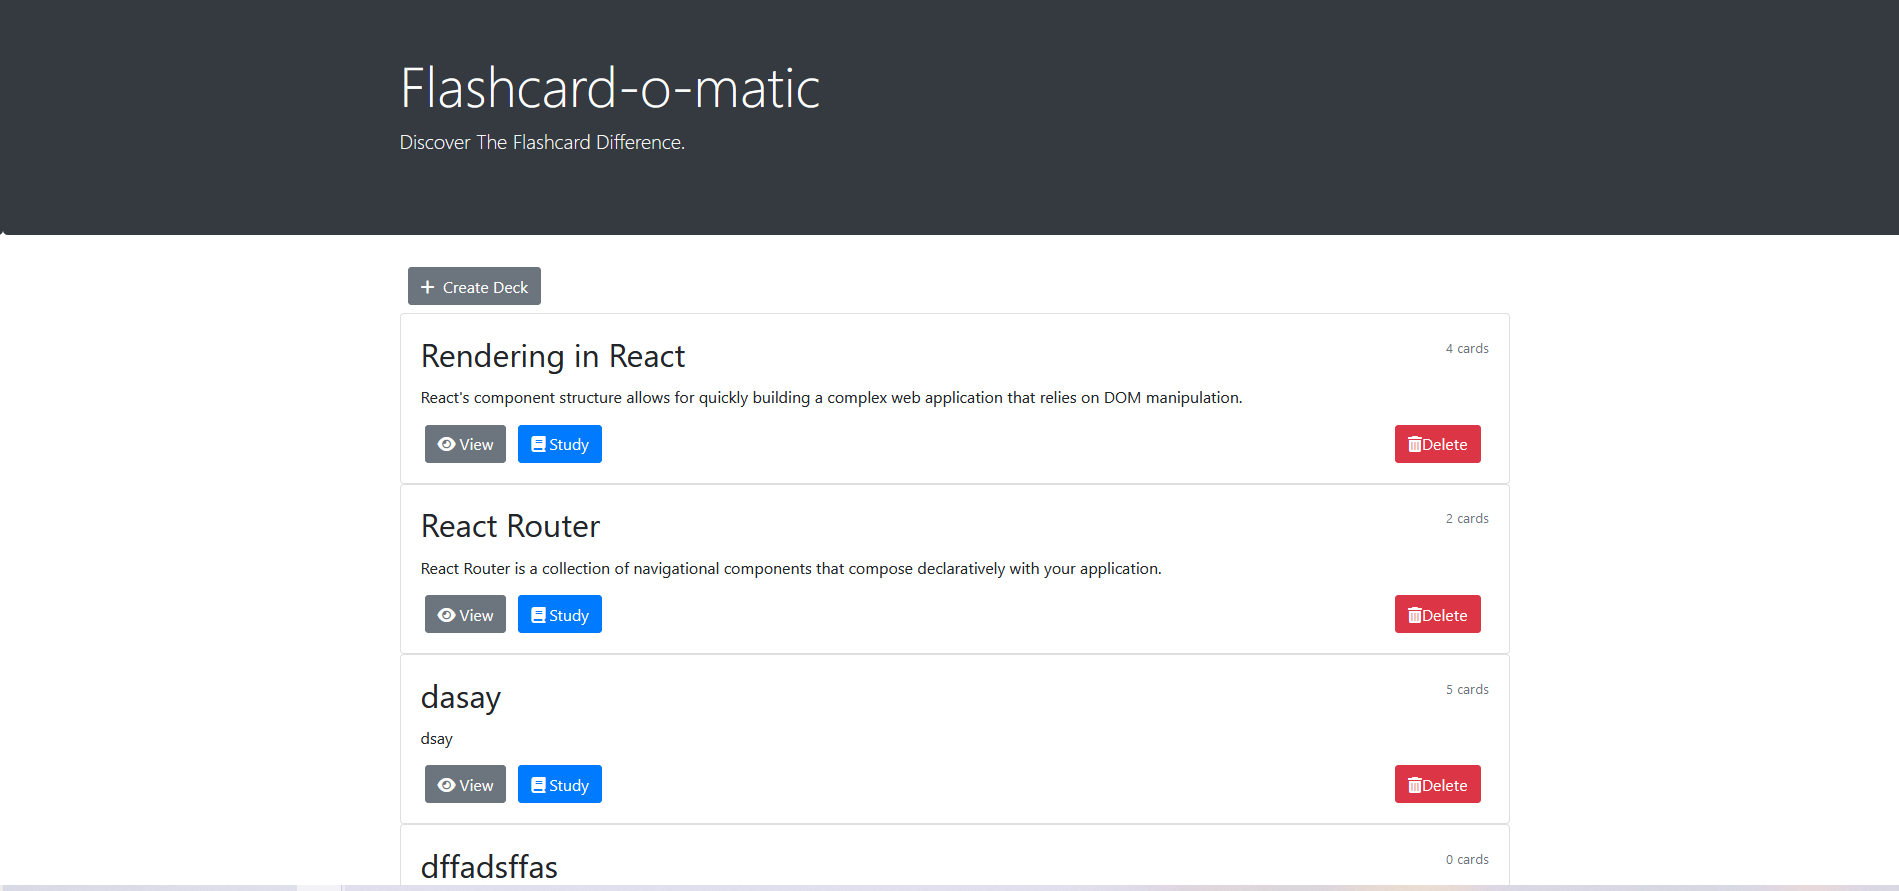 Flashcard-o-matic
Discover The Flashcard Difference.
Create Deck
Rendering in React
4 cards
React's component structure allows for quickly building a complex web application that relies on DOM manipulation.
View Study Delete
React Router
2 cards
React Router is a collection of navigational components that compose declaratively with your application.
View Study Delete
dasay
5 cards
dsay
View Study Delete
dffadsffas
0 cards